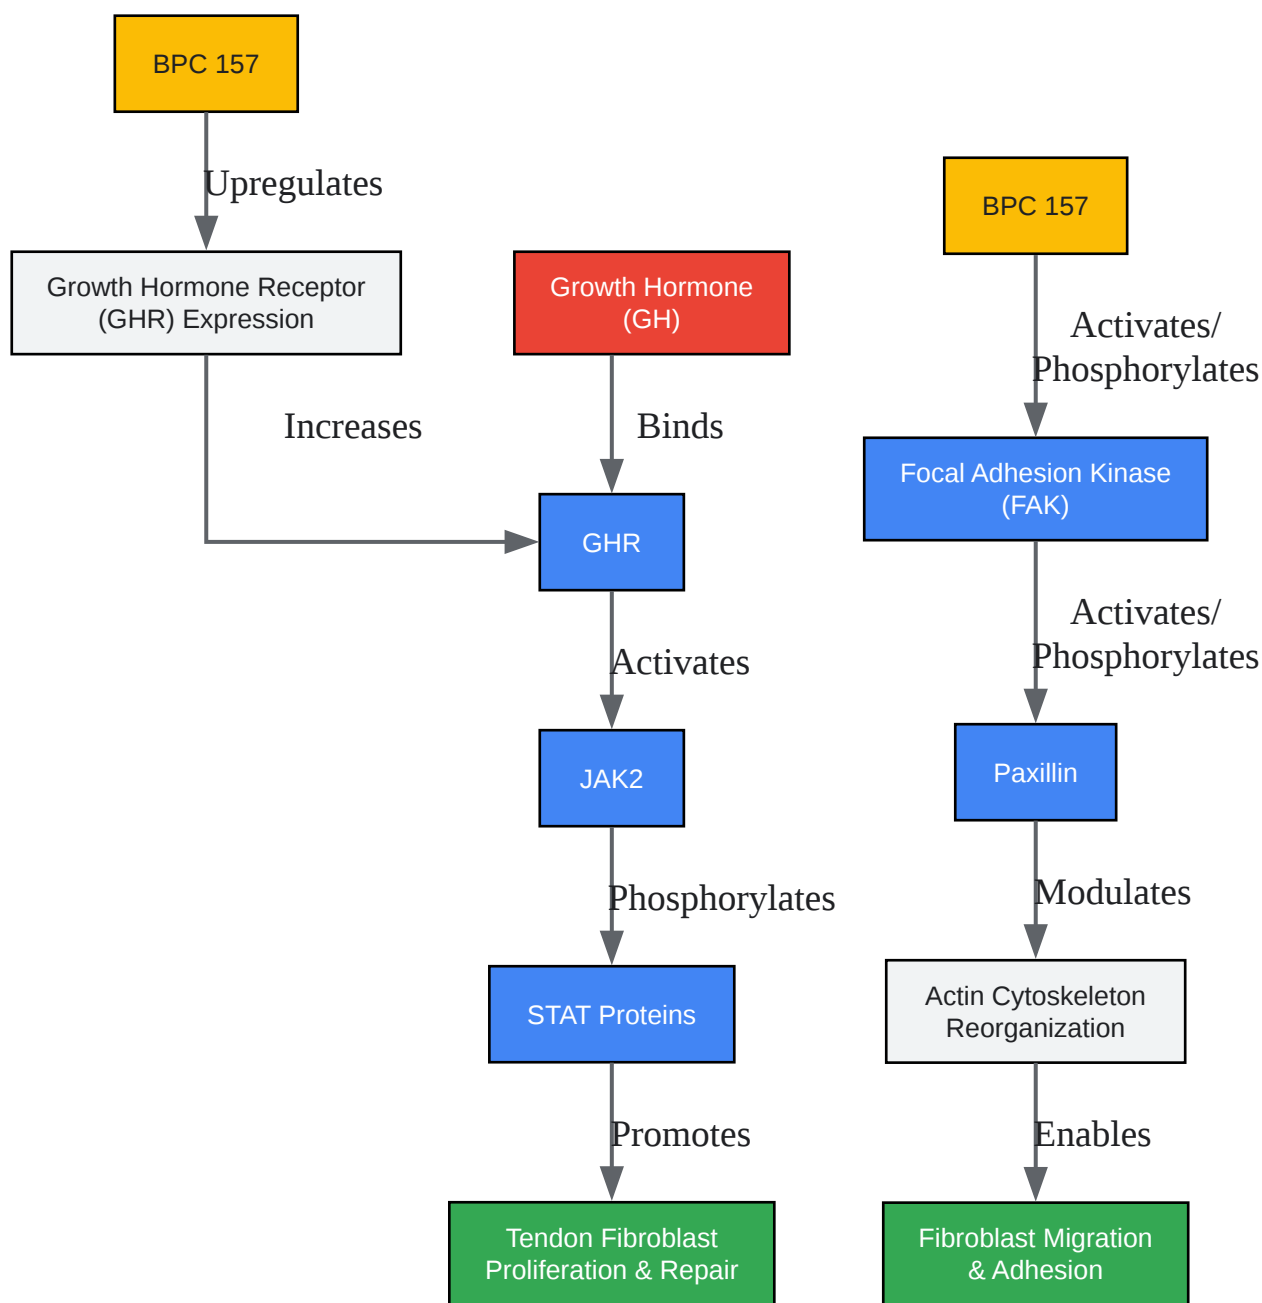 BPC 157
Upregulates
Growth Hormone Receptor
(GHR) Expression
Increases
Growth Hormone
(GH)
Binds
GHR
Activates
JAK2
Phosphorylates
STAT Proteins
Promotes
Tendon Fibroblast
Proliferation & Repair
BPC 157
Activates/
Phosphorylates
Focal Adhesion Kinase
(FAK)
Activates/
Phosphorylates
Paxillin
Modulates
Actin Cytoskeleton
Reorganization
Enables
Fibroblast Migration
& Adhesion